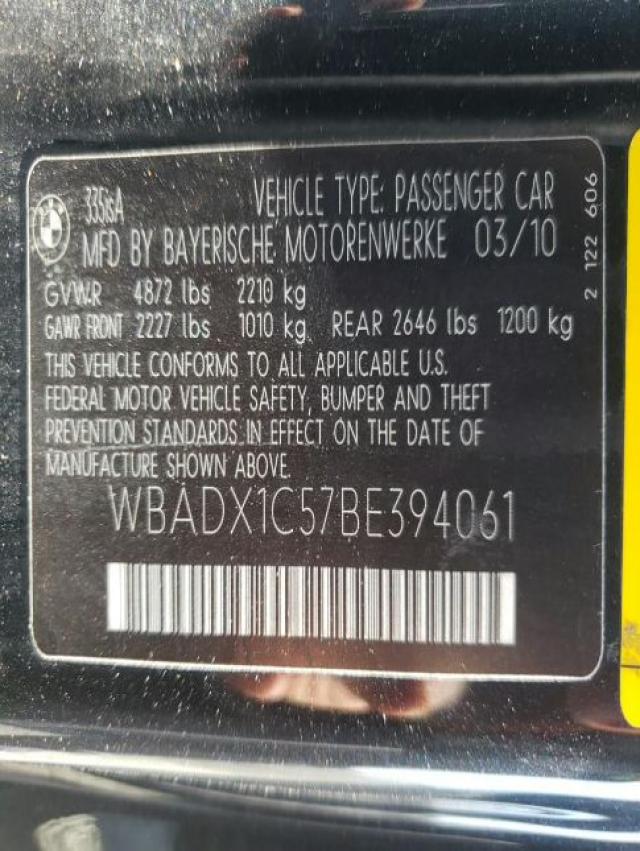 335isA VEHICLE TYPE: PASSENGER CAR
MFD BY BAYERISCHE MOTORENWERKE 03/10
GVWR 4872 lbs 2210 kg
GAWR FRONT 2227 lbs 1010 kg REAR 2646 lbs 1200 kg
THIS VEHICLE CONFORMS TO ALL APPLICABLE U.S.
FEDERAL MOTOR VEHICLE SAFETY, BUMPER AND THEFT
PREVENTION STANDARDS IN EFFECT ON THE DATE OF
MANUFACTURE SHOWN ABOVE.
WBADX1C57BE394061
2 122 606